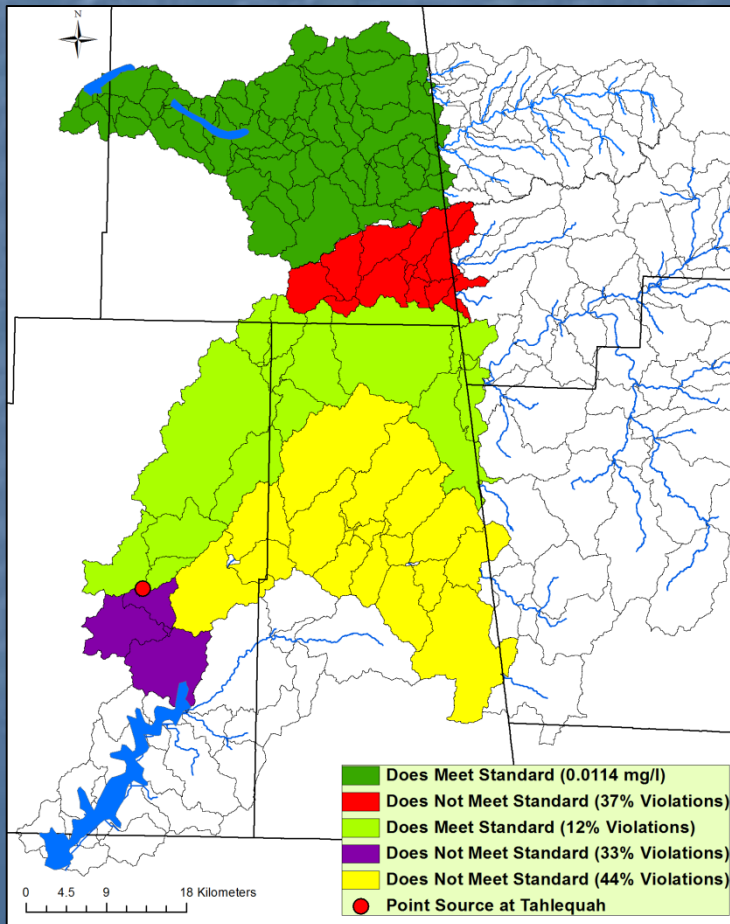 N
Does Meet Standard (0.0114 mg/l)
Does Not Meet Standard (37% Violations)
Does Meet Standard (12% Violations)
Does Not Meet Standard (33% Violations)
Does Not Meet Standard (44% Violations)
Point Source at Tahlequah
0 4.5 9 18 Kilometers